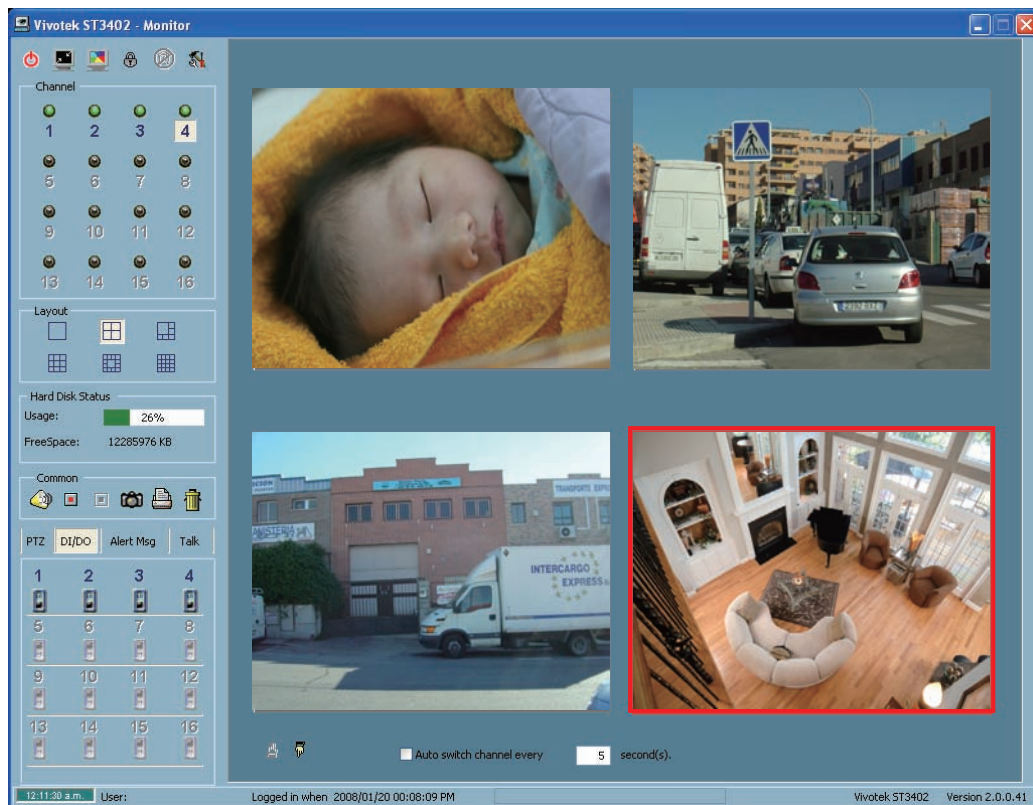 Vivotek ST3402 - Monitor
Channel
1 2 3 4
5 6 7 8
9 10 11 12
13 14 15 16
Layout
Hard Disk Status
Usage: 26%
FreeSpace: 12285976 KB
Common
PTZ DI/DO Alert Msg Talk
1 2 3 4
5 6 7 8
9 10 11 12
13 14 15 16
TRANSPORTS
INTERCARGO
EXPRESS
Auto switch channel every 5 second(s).
12:11:30 a.m. User: Logged in when 2008/01/20 00:08:09 PM Vivotek ST3402 Version 2.0.0.41